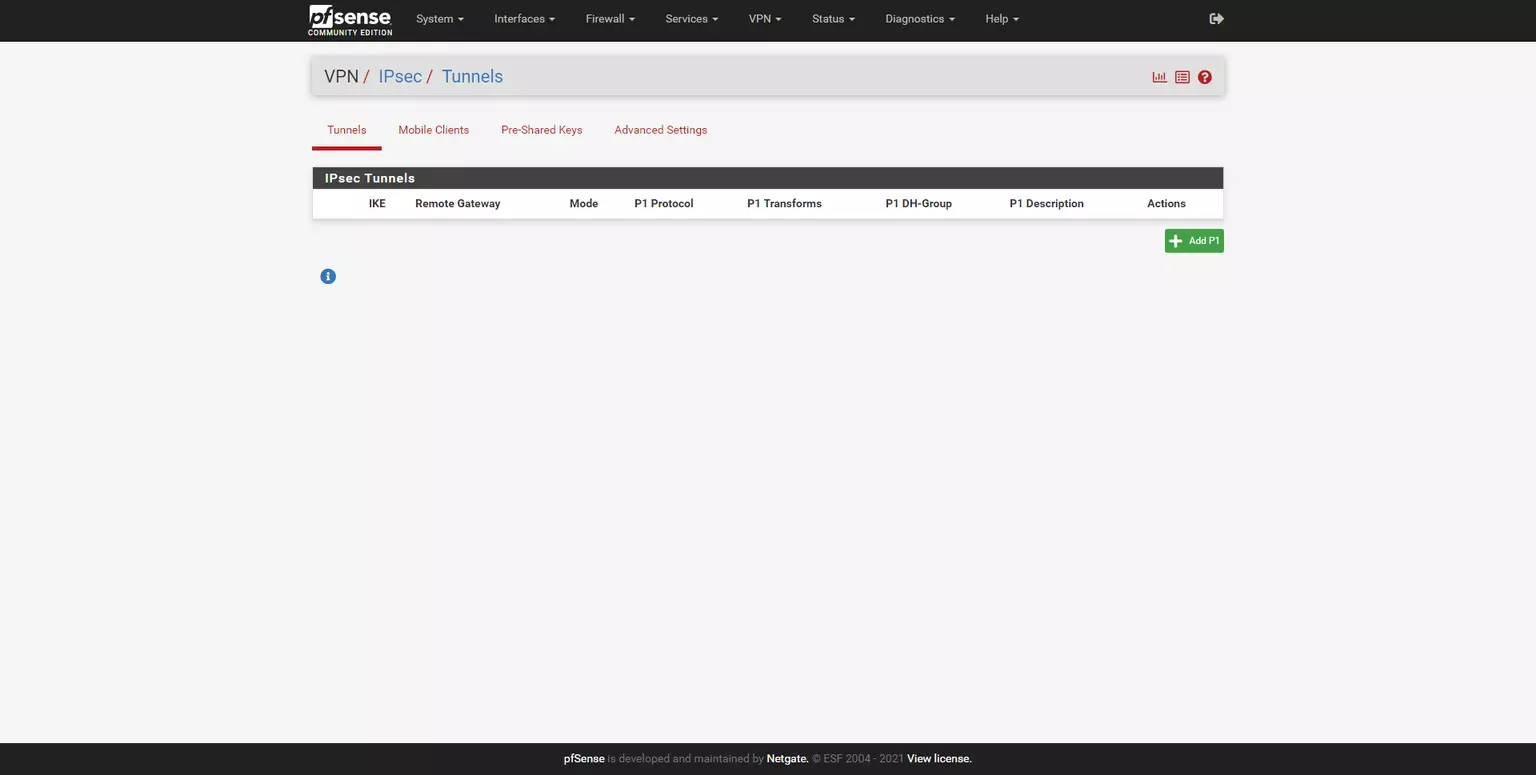 pfsense System Interfaces Firewall Services VPN Status Diagnostics Help
COMMUNITY EDITION
VPN / IPsec / Tunnels
Tunnels Mobile Clients Pre-Shared Keys Advanced Settings
IPsec Tunnels
IKE Remote Gateway Mode P1 Protocol P1 Transforms P1 DH-Group P1 Description Actions
Add P1
pfSense is developed and maintained by Netgate. © ESF 2004 - 2021 View license.